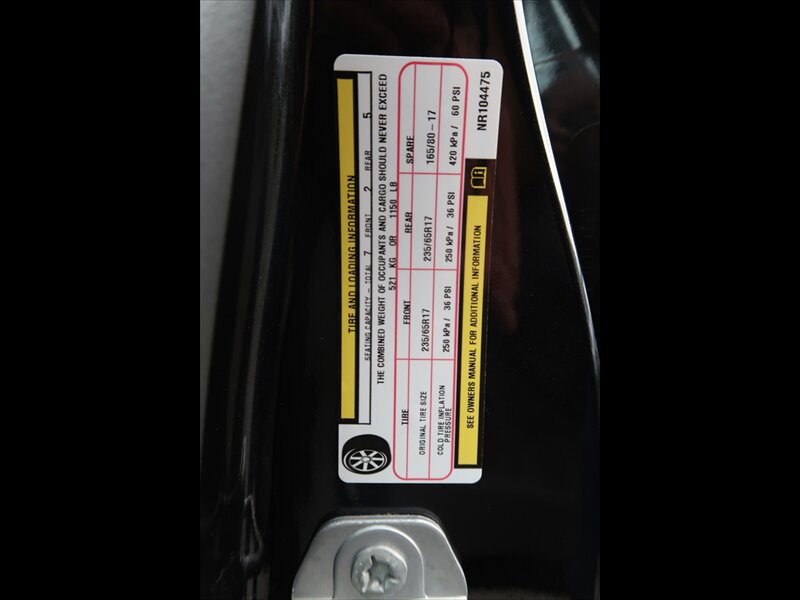 TIRE AND LOADING INFORMATION
SEATING CAPACITY - TOTAL 7 FRONT 2 REAR 5
THE COMBINED WEIGHT OF OCCUPANTS AND CARGO SHOULD NEVER EXCEED
521 KG OR 1150 LB
TIRE FRONT REAR SPARE
ORIGINAL TIRE SIZE 235/65R17 235/65R17 165/80-17
COLD TIRE INFLATION
PRESSURE 250 kPa / 36 PSI 250 kPa / 36 PSI 420 kPa / 60 PSI
SEE OWNERS MANUAL FOR ADDITIONAL INFORMATION
NR104475